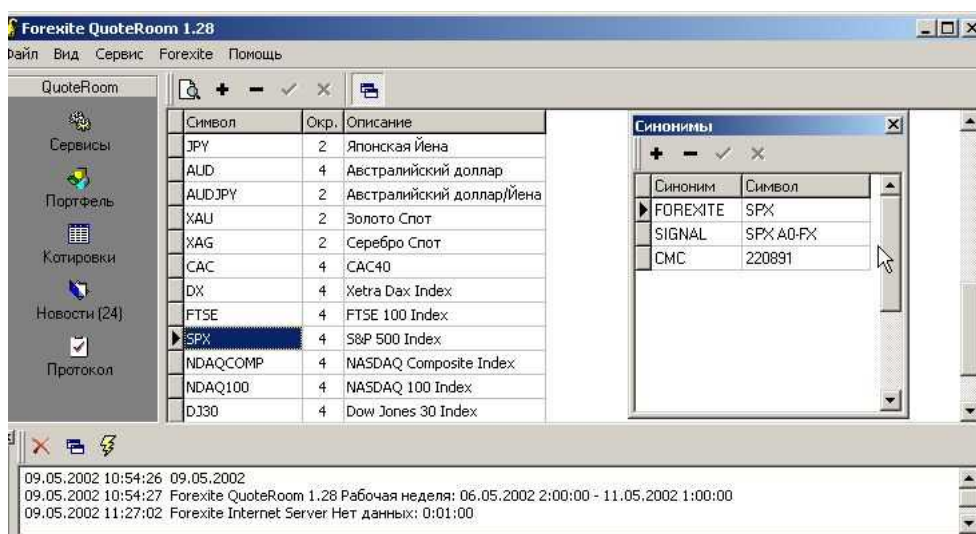 Forexite QuoteRoom 1.28
Файл Вид Сервис Forexite Помощь
QuoteRoom
Сервисы
Портфель
Котировки
Новости (24)
Протокол
Символ Окр. Описание
JPY 2 Японская Йена
AUD 4 Австралийский доллар
AUDJPY 2 Австралийский доллар/Йена
XAU 2 Золото Спот
XAG 2 Серебро Спот
CAC 4 CAC40
DX 4 Xetra Dax Index
FTSE 4 FTSE 100 Index
SPX 4 S&P 500 Index
NDAQCOMP 4 NASDAQ Composite Index
NDAQ100 4 NASDAQ 100 Index
DJ30 4 Dow Jones 30 Index
Синонимы
Синоним Символ
FOREXITE SPX
SIGNAL SPX A0-FX
CMC 220891
09.05.2002 10:54:26 09.05.2002
09.05.2002 10:54:27 Forexite QuoteRoom 1.28 Рабочая неделя: 06.05.2002 2:00:00 - 11.05.2002 1:00:00
09.05.2002 11:27:02 Forexite Internet Server Нет данных: 0:01:00